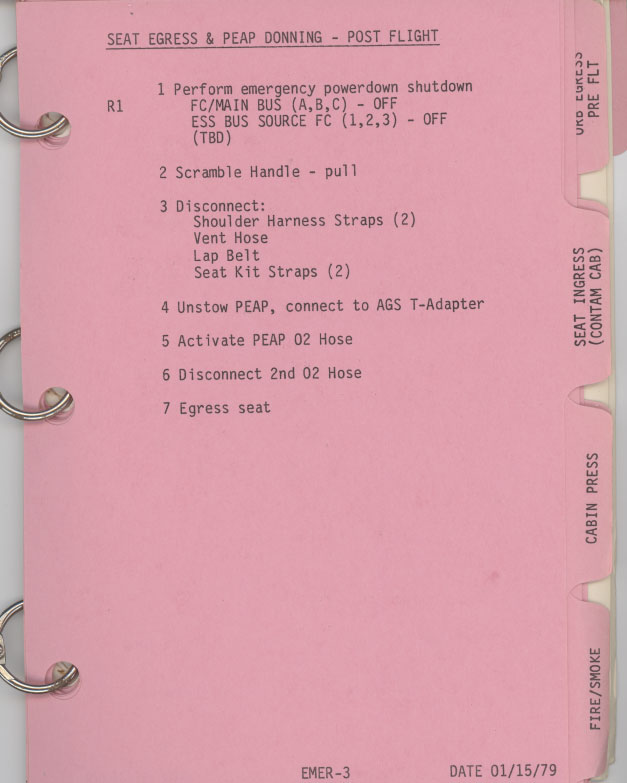 SEAT EGRESS & PEAP DONNING - POST FLIGHT
1 Perform emergency powerdown shutdown
R1 FC/MAIN BUS (A,B,C) - OFF
ESS BUS SOURCE FC (1,2,3) - OFF
(TBD)
2 Scramble Handle - pull
3 Disconnect:
Shoulder Harness Straps (2)
Vent Hose
Lap Belt
Seat Kit Straps (2)
4 Unstow PEAP, connect to AGS T-Adapter
5 Activate PEAP O2 Hose
6 Disconnect 2nd O2 Hose
7 Egress seat
EMER-3 DATE 01/15/79
ORB EGRESS
PRE FLT
SEAT INGRESS
(CONTAM CAB)
CABIN PRESS
FIRE/SMOKE